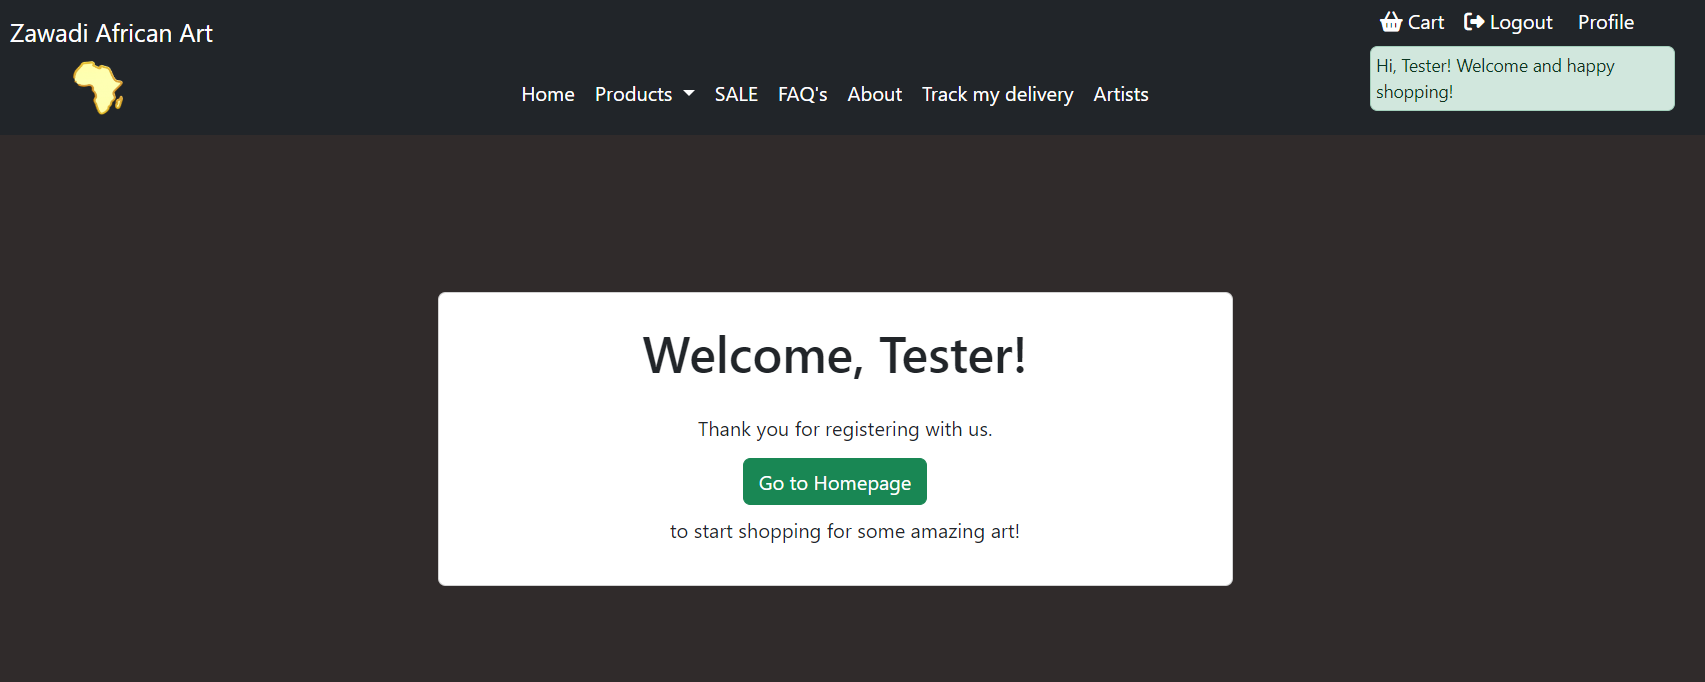 Zawadi African Art
Cart Logout Profile
Hi, Tester! Welcome and happy
shopping!
Home Products SALE FAQ's About Track my delivery Artists
Welcome, Tester!
Thank you for registering with us.
Go to Homepage
to start shopping for some amazing art!